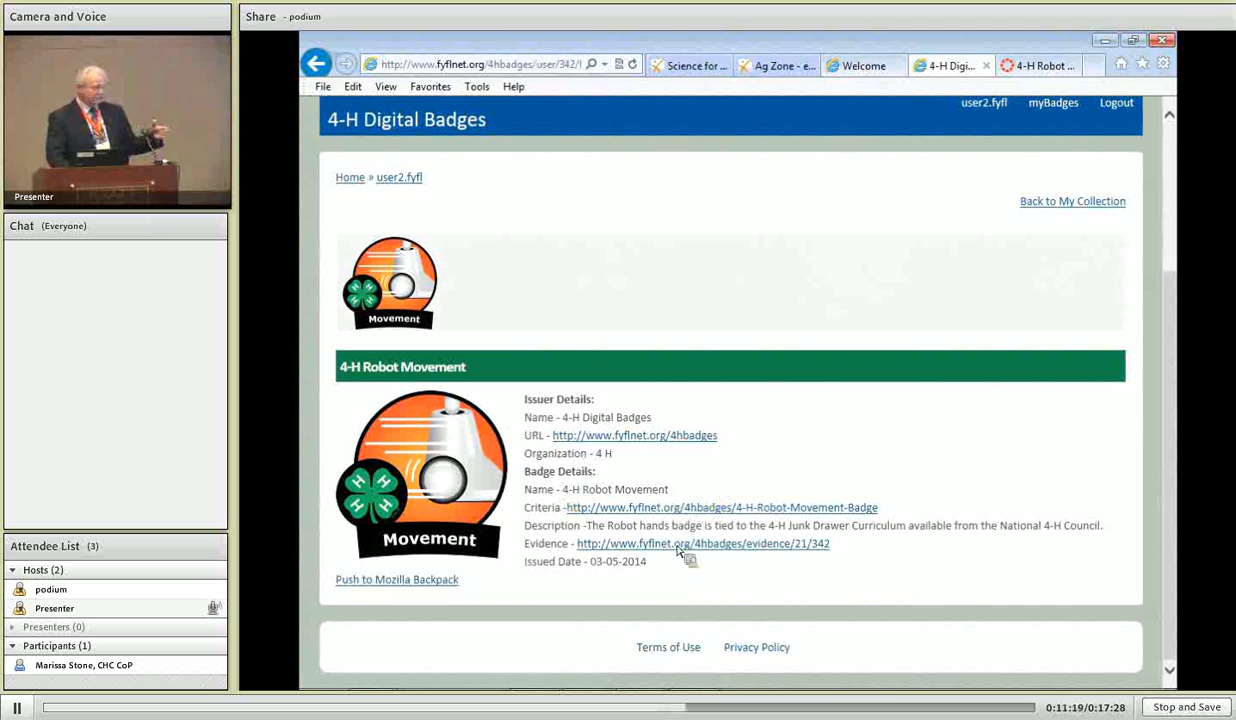 Camera and Voice
Share - podium
http://www.fyflnet.org/4hbadges/user/342/
Science for ...
Ag Zone - e...
Welcome
4-H Digi...
4-H Robot ...
File Edit View Favorites Tools Help
user2.fyfl myBadges Logout
4-H Digital Badges
Home » user2.fyfl
Back to My Collection
Movement
4-H Robot Movement
H H H H
Movement
Issuer Details:
Name - 4-H Digital Badges
URL - http://www.fyflnet.org/4hbadges
Organization - 4 H
Badge Details:
Name - 4-H Robot Movement
Criteria -http://www.fyflnet.org/4hbadges/4-H-Robot-Movement-Badge
Description -The Robot hands badge is tied to the 4-H Junk Drawer Curriculum available from the National 4-H Council.
Evidence - http://www.fyflnet.org/4hbadges/evidence/21/342
Issued Date - 03-05-2014
Push to Mozilla Backpack
Terms of Use Privacy Policy
Presenter
Chat (Everyone)
Attendee List (3)
Hosts (2)
podium
Presenter
Presenters (0)
Participants (1)
Marissa Stone, CHC CoP
0:11:19/0:17:28
Stop and Save